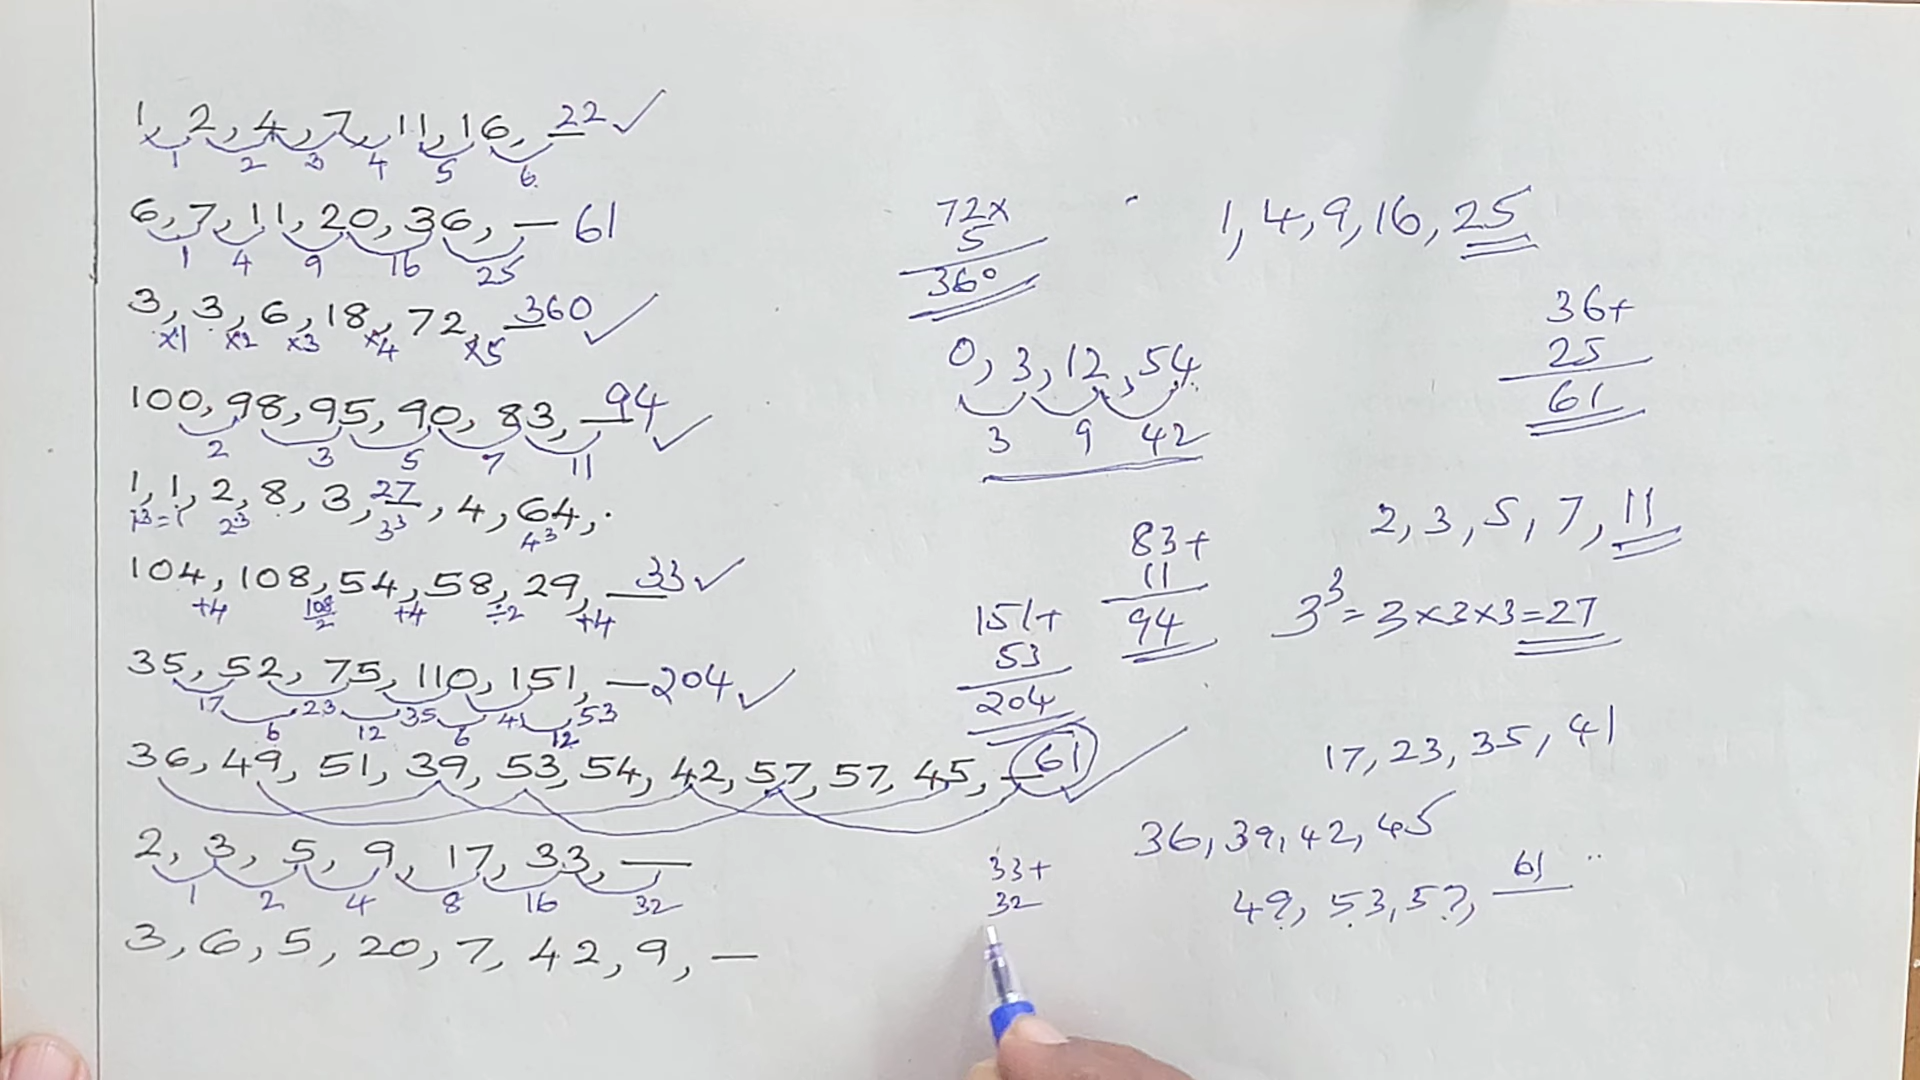 1, 2, 4, 7, 11, 16, 22 ✓
1 2 3 4 5 6
6, 7, 11, 20, 36, — 61
1 4 9 16 25
3, 3, 6, 18, 72, 360 ✓
×1 ×2 ×3 ×4 ×5
100, 98, 95, 90, 83, 94 ✓
2 3 5 7 11
1, 1, 2, 8, 3, 27, 4, 64, .
1³=1 2³ 3³ 4³
104, 108, 54, 58, 29, 33 ✓
+4 108/2 +4 ÷2 +4
35, 52, 75, 110, 151, — 204 ✓
17 23 35 41 53
6 12 6 12
36, 49, 51, 39, 53, 54, 42, 57, 57, 45, 61 ✓
2, 3, 5, 9, 17, 33, —
1 2 4 8 16 32
3, 6, 5, 20, 7, 42, 9, —
72×
5
360
0, 3, 12, 54
3 9 42
83+
11
94
151+
53
204
33+
32
1, 4, 9, 16, 25
36+
25
61
2, 3, 5, 7, 11
3³ = 3×3×3=27
17, 23, 35, 41
36, 39, 42, 45
49, 53, 57, 61